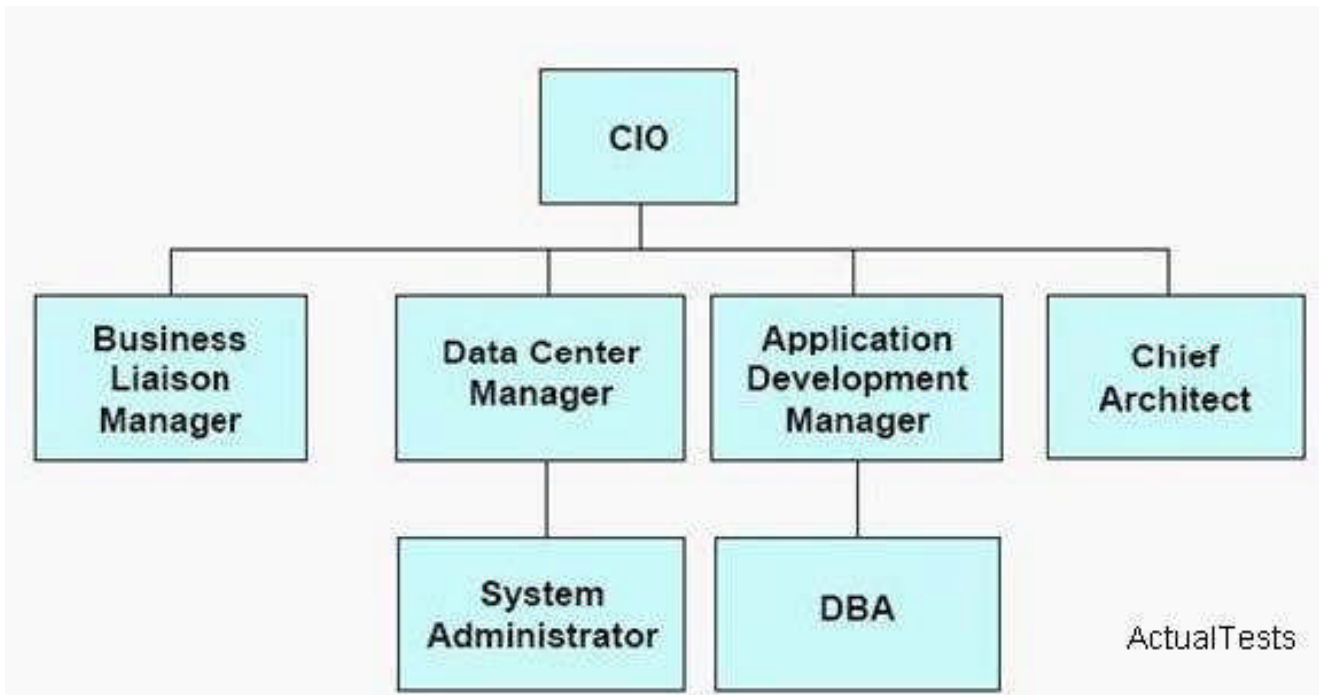 CIO
Business
Liaison
Manager
Data Center
Manager
Application
Development
Manager
Chief
Architect
System
Administrator
DBA
ActualTests